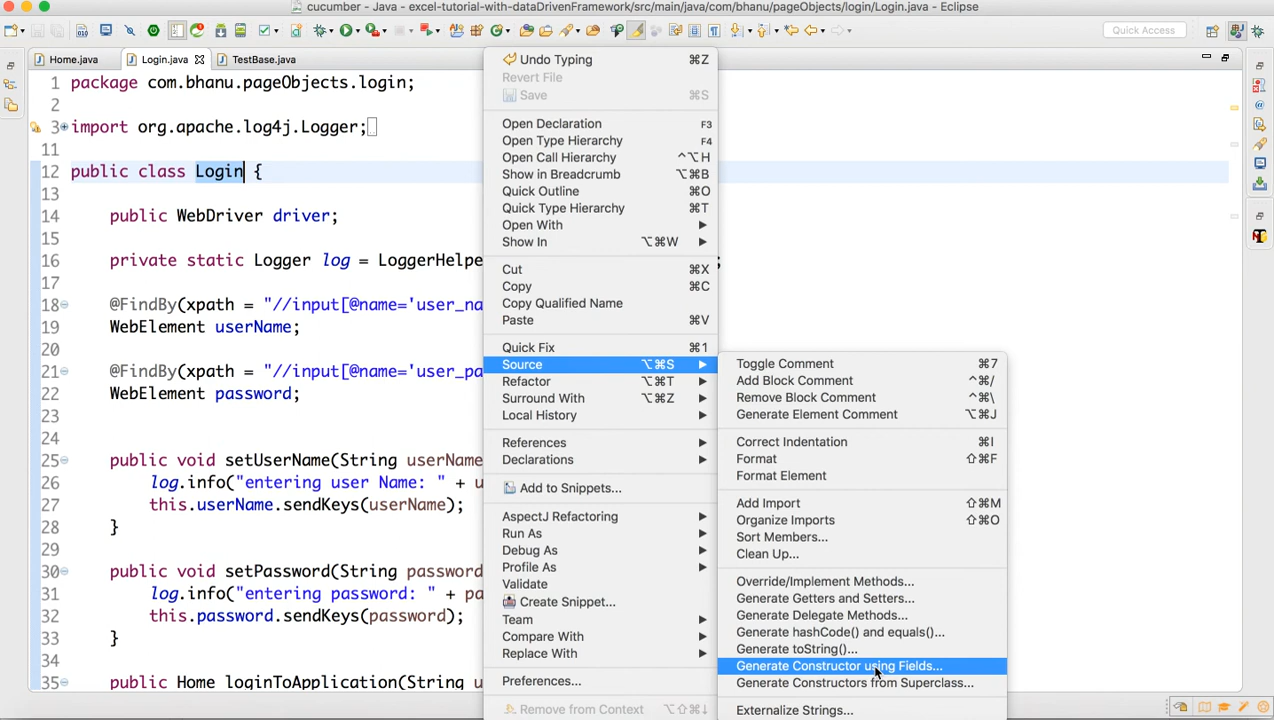 cucumber - Java - excel-tutorial-with-dataDrivenFramework/src/main/java/com/bhanu/pageObjects/login/Login.java - Eclipse
Quick Access
Home.java
Login.java
TestBase.java
1 package com.bhanu.pageObjects.login;
2
3 import org.apache.log4j.Logger;
11
12 public class Login {
13
14 public WebDriver driver;
15
16 private static Logger log = LoggerHelpe ;
17
18 @FindBy(xpath = "//input[@name='user_na
19 WebElement userName;
20
21 @FindBy(xpath = "//input[@name='user_pa
22 WebElement password;
23
24
25 public void setUserName(String userName
26 log.info("entering user Name: " + u
27 this.userName.sendKeys(userName);
28 }
29
30 public void setPassword(String password
31 log.info("entering password: " + pa
32 this.password.sendKeys(password);
33 }
34
35 public Home loginToApplication(String u
Undo Typing ⌘Z
Revert File
Save ⌘S
Open Declaration F3
Open Type Hierarchy F4
Open Call Hierarchy ^⌥H
Show in Breadcrumb ⌥⌘B
Quick Outline ⌘O
Quick Type Hierarchy ⌘T
Open With
Show In ⌥⌘W
Cut ⌘X
Copy ⌘C
Copy Qualified Name
Paste ⌘V
Quick Fix ⌘1
Source ⌥⌘S
Refactor ⌥⌘T
Surround With ⌥⌘Z
Local History
References
Declarations
Add to Snippets...
AspectJ Refactoring
Run As
Debug As
Profile As
Validate
Create Snippet...
Team
Compare With
Replace With
Preferences...
Remove from Context ⌥⇧⌘↓
Toggle Comment ⌘7
Add Block Comment ^⌘/
Remove Block Comment ^⌘\
Generate Element Comment ⌥⌘J
Correct Indentation ⌘I
Format ⇧⌘F
Format Element
Add Import ⇧⌘M
Organize Imports ⇧⌘O
Sort Members...
Clean Up...
Override/Implement Methods...
Generate Getters and Setters...
Generate Delegate Methods...
Generate hashCode() and equals()...
Generate toString()...
Generate Constructor using Fields...
Generate Constructors from Superclass...
Externalize Strings...